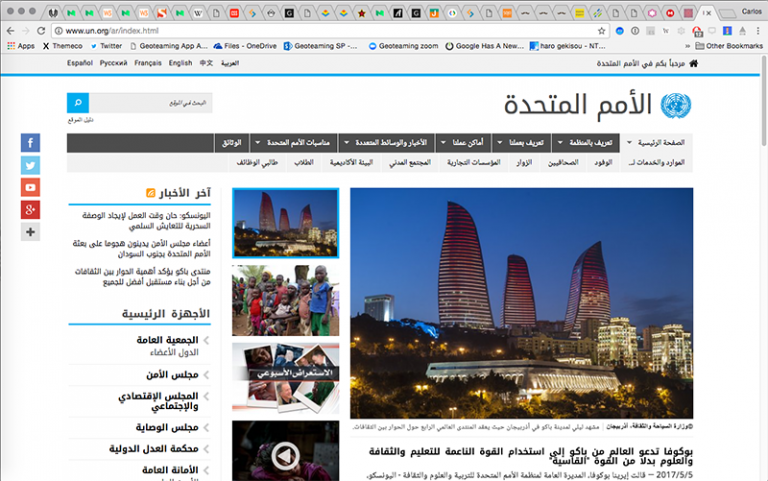 Carlos
www.un.org/ar/index.html
Apps X Themeco Twitter Geoteaming App A... Files - OneDrive Geoteaming SP -... Geoteaming zoom Google Has A New... haro gekisou - NT... Other Bookmarks
مرحباً بكم في الأمم المتحدة
العربية 中文 English Français Русский Español
الأمم المتحدة
البحث في الموقع
دليل الموقع
الصفحة الرئيسية تعريف بالمنظمة تعريف بعملنا أماكن عملنا الأخبار والوسائط المتعددة مناسبات الأمم المتحدة الوثائق
الموارد والخدمات لـ: الوفود الصحافيين الزوار المؤسسات التجارية المجتمع المدني البيئة الأكاديمية الطلاب طالبي الوظائف
آخر الأخبار
اليونسكو: حان وقت العمل لإيجاد الوصفة
السحرية للتعايش السلمي
أعضاء مجلس الأمن يدينون هجوما على بعثة
الأمم المتحدة بجنوب السودان
منتدى باكو يؤكد أهمية الحوار بين الثقافات
من أجل بناء مستقبل أفضل للجميع
الأجهزة الرئيسية
الجمعية العامة
الدول الأعضاء
مجلس الأمن
المجلس الإقتصادي
والإجتماعي
مجلس الوصاية
محكمة العدل الدولية
الأمانة العامة
الاستعراض الأسبوعي
©وزارة السياحة والثقافة، أذربيجان | مشهد ليلي لمدينة باكو في أذربيجان حيث يعقد المنتدى العالمي الرابع حول الحوار بين الثقافات.
بوكوفا تدعو العالم من باكو إلى استخدام القوة الناعمة للتعليم والثقافة
والعلوم بدلا من القوة "القاسية"
2017/5/5 — قالت إيرينا بوكوفا، المديرة العامة لمنظمة الأمم المتحدة للتربية والعلوم والثقافة - اليونسكو،